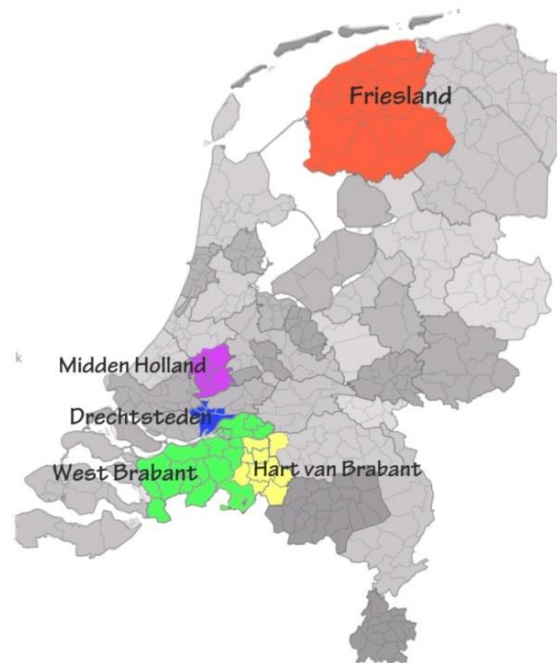 Friesland
k
Midden Holland
Drechtsteden
West Brabant
Hart van Brabant